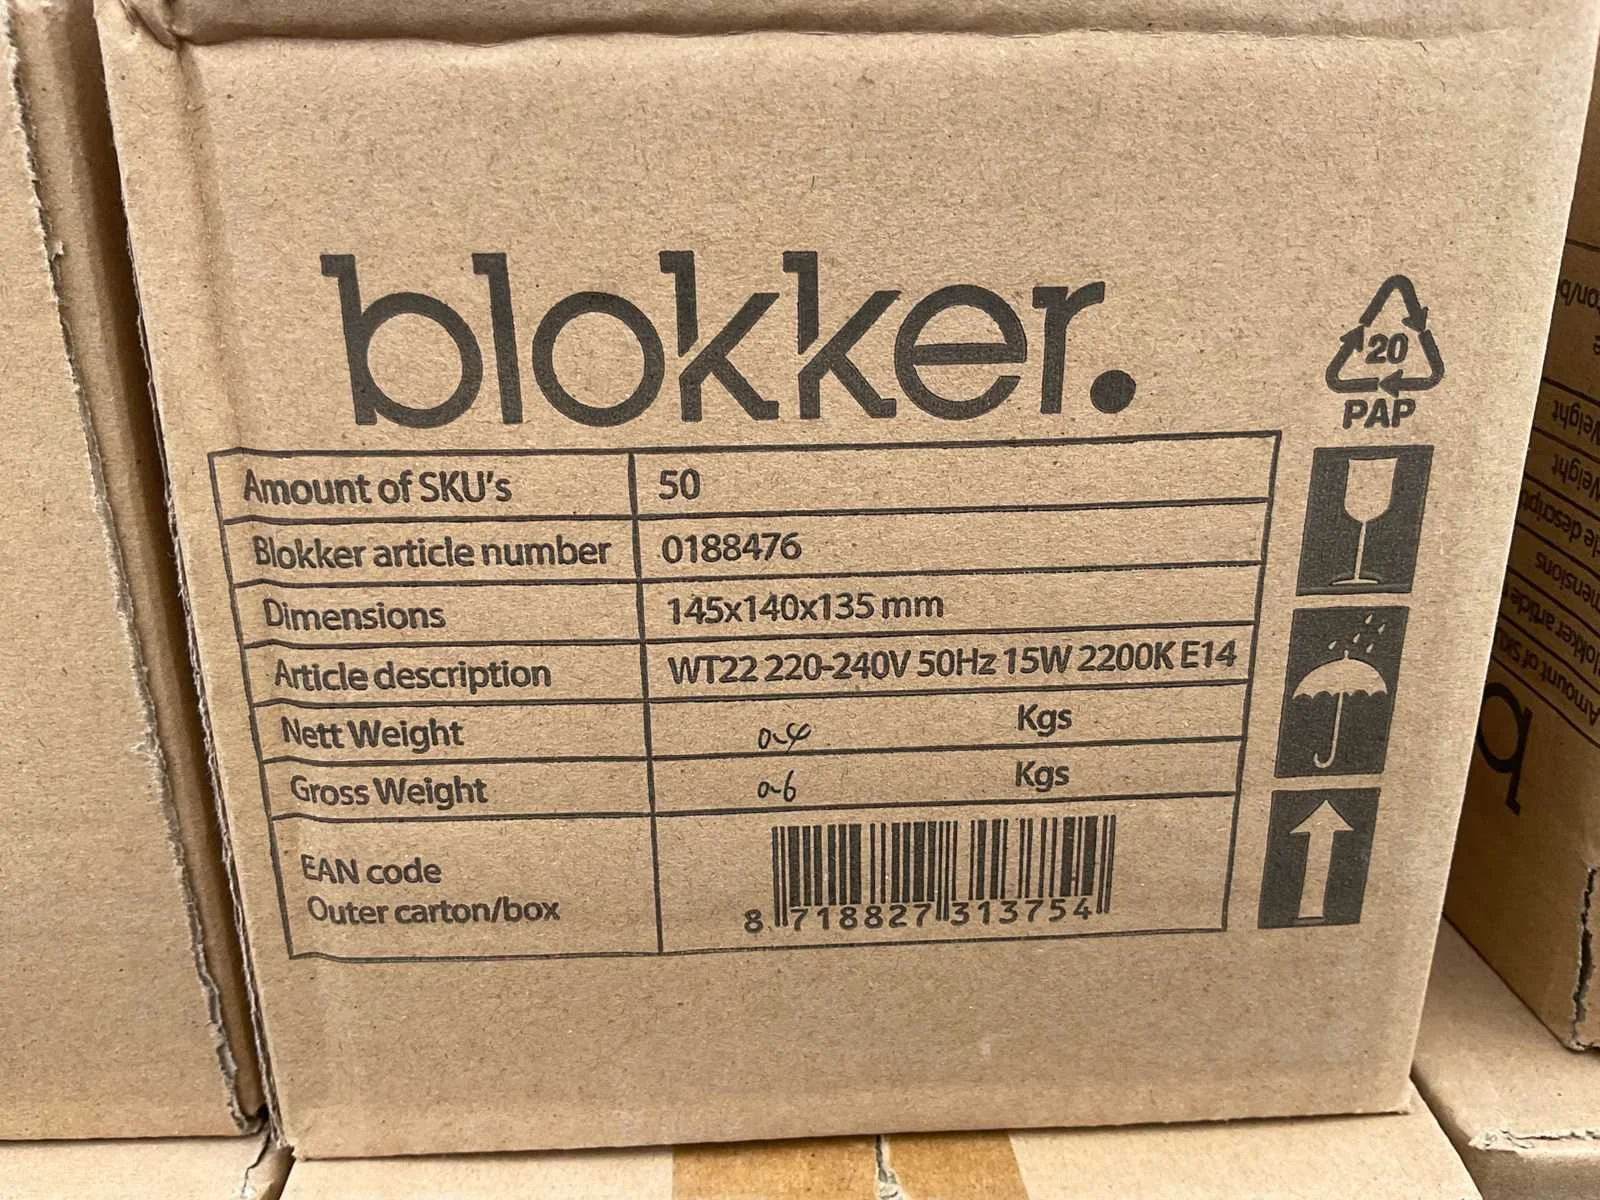 blokker.
20
PAP
Amount of SKU's 50
Blokker article number 0188476
Dimensions 145x140x135 mm
Article description WT22 220-240V 50Hz 15W 2200K E14
Nett Weight 0.4 Kgs
Gross Weight 0.6 Kgs
EAN code
Outer carton/box
8 718827 313754